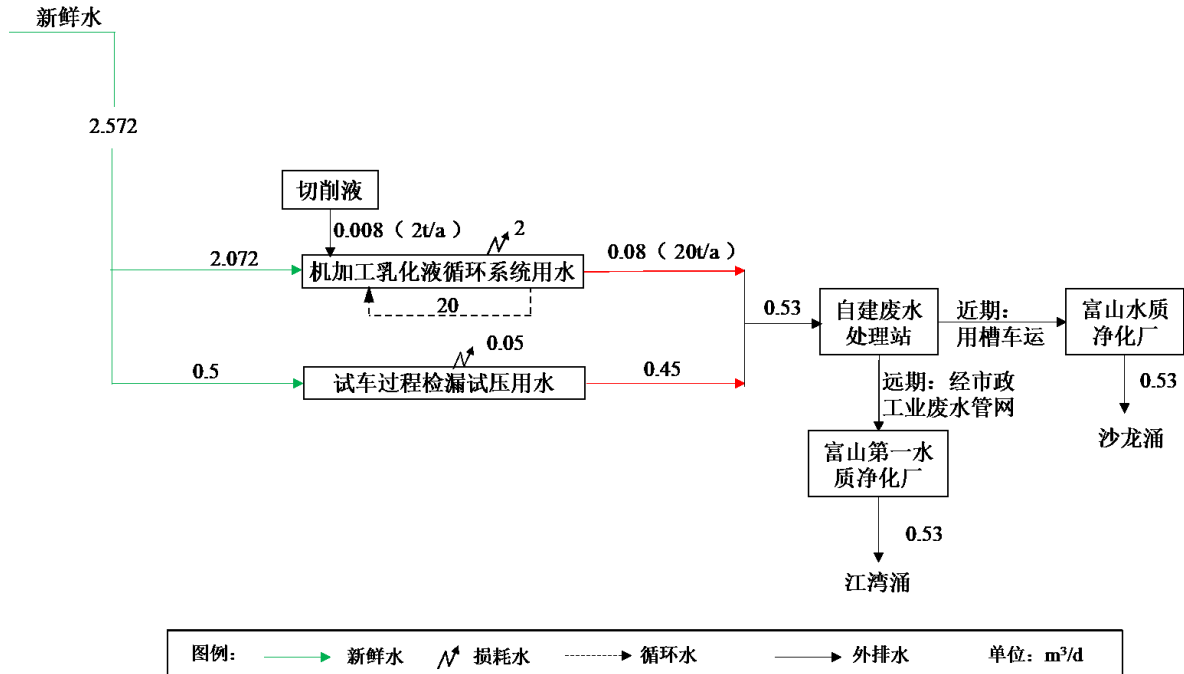 新鲜水
2.572
切削液
0.008（2t/a）
2
2.072
机加工乳化液循环系统用水
0.08（20t/a）
20
0.53
自建废水
处理站
近期：
用槽车运
富山水质
净化厂
0.05
0.5
试车过程检漏试压用水
0.45
远期：经市政
工业废水管网
0.53
沙龙涌
富山第一水
质净化厂
0.53
江湾涌
图例： 新鲜水 损耗水 循环水 外排水 单位：m³/d